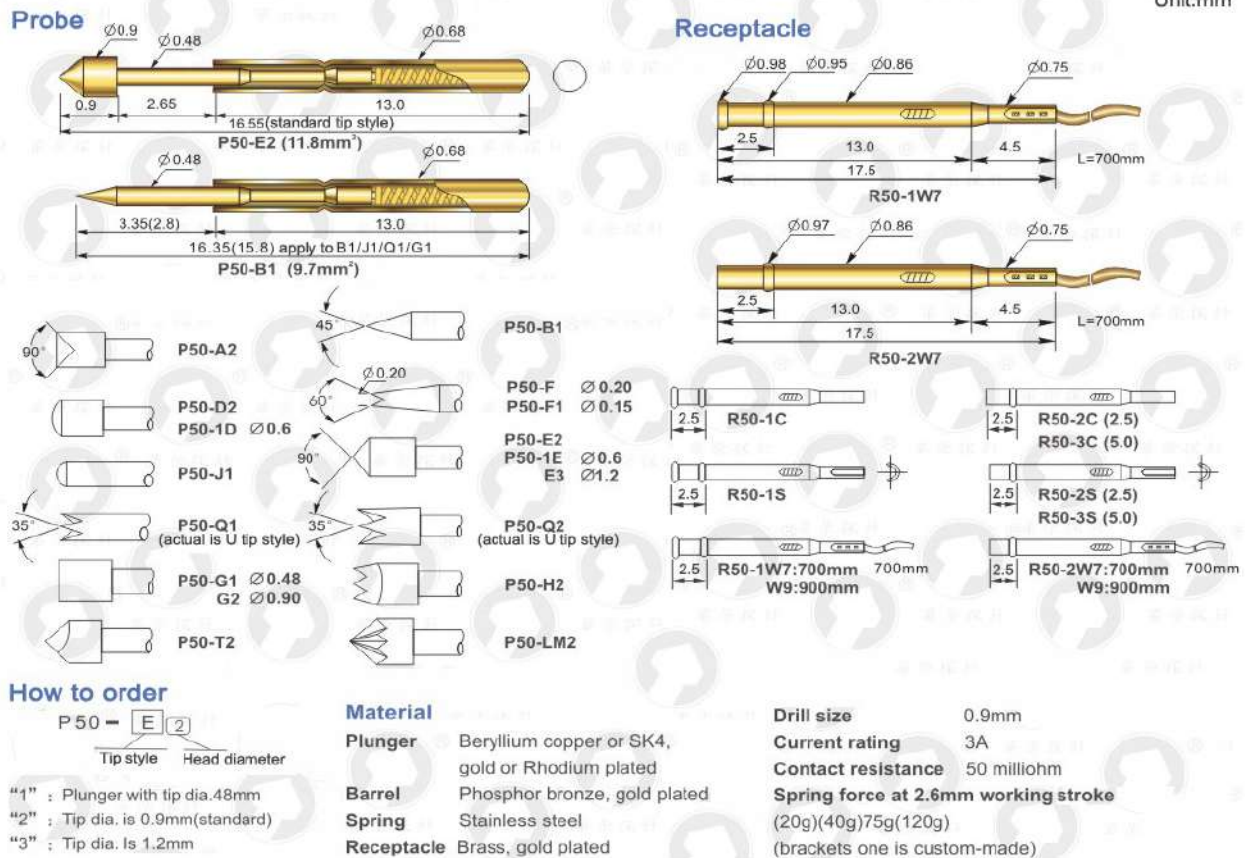 Unit:mm
Probe
Ø0.9
Ø0.48
Ø0.68
0.9
2.65
13.0
16.55(standard tip style)
P50-E2 (11.8mm²)
Ø0.48
Ø0.68
3.35(2.8)
13.0
16.35(15.8) apply to B1/J1/Q1/G1
P50-B1 (9.7mm²)
Receptacle
Ø0.98
Ø0.95
Ø0.86
Ø0.75
2.5
13.0
4.5
L=700mm
17.5
R50-1W7
Ø0.97
Ø0.86
Ø0.75
2.5
13.0
4.5
L=700mm
17.5
R50-2W7
90°
P50-A2
P50-D2
P50-1D Ø0.6
P50-J1
35°
P50-Q1
(actual is U tip style)
P50-G1 Ø0.48
G2 Ø0.90
P50-T2
45°
P50-B1
Ø0.20
60°
P50-F Ø0.20
P50-F1 Ø0.15
90°
P50-E2
P50-1E Ø0.6
E3 Ø1.2
35°
P50-Q2
(actual is U tip style)
P50-H2
P50-LM2
2.5
R50-1C
2.5
R50-2C (2.5)
R50-3C (5.0)
2.5
R50-1S
2.5
R50-2S (2.5)
R50-3S (5.0)
2.5
R50-1W7:700mm
700mm
W9:900mm
2.5
R50-2W7:700mm
700mm
W9:900mm
How to order
P50-E2
Tip style Head diameter
"1" : Plunger with tip dia.48mm
"2" : Tip dia. is 0.9mm(standard)
"3" : Tip dia. Is 1.2mm
Material
Plunger Beryllium copper or SK4,
gold or Rhodium plated
Barrel Phosphor bronze, gold plated
Spring Stainless steel
Receptacle Brass, gold plated
Drill size 0.9mm
Current rating 3A
Contact resistance 50 milliohm
Spring force at 2.6mm working stroke
(20g)(40g)75g(120g)
(brackets one is custom-made)